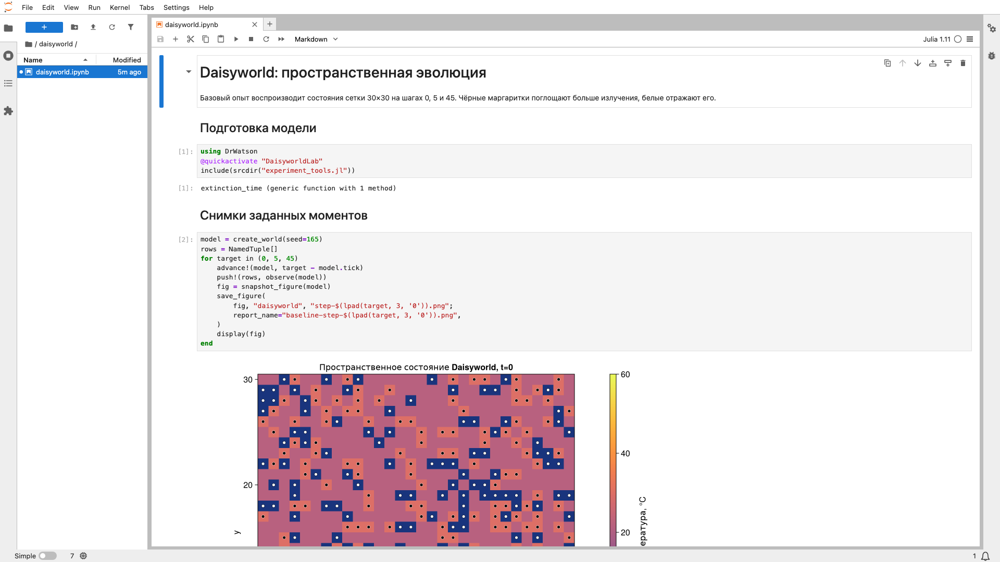 File Edit View Run Kernel Tabs Settings Help
+
/ daisyworld /
Name Modified
daisyworld.ipynb 5m ago
daisyworld.ipynb
Markdown
Julia 1.11
Daisyworld: пространственная эволюция
Базовый опыт воспроизводит состояния сетки 30×30 на шагах 0, 5 и 45. Чёрные маргаритки поглощают больше излучения, белые отражают его.
Подготовка модели
[1]: using DrWatson
@quickactivate "DaisyworldLab"
include(srcdir("experiment_tools.jl"))
[1]: extinction_time (generic function with 1 method)
Снимки заданных моментов
[2]: model = create_world(seed=165)
rows = NamedTuple[]
for target in (0, 5, 45)
    advance!(model, target - model.tick)
    push!(rows, observe(model))
    fig = snapshot_figure(model)
    save_figure(
        fig, "daisyworld", "step-$(lpad(target, 3, '0')).png";
        report_name="baseline-step-$(lpad(target, 3, '0')).png",
    )
    display(fig)
end
Пространственное состояние Daisyworld, t=0
30
20
y
60
40
20
ература, °C
Simple 7 1